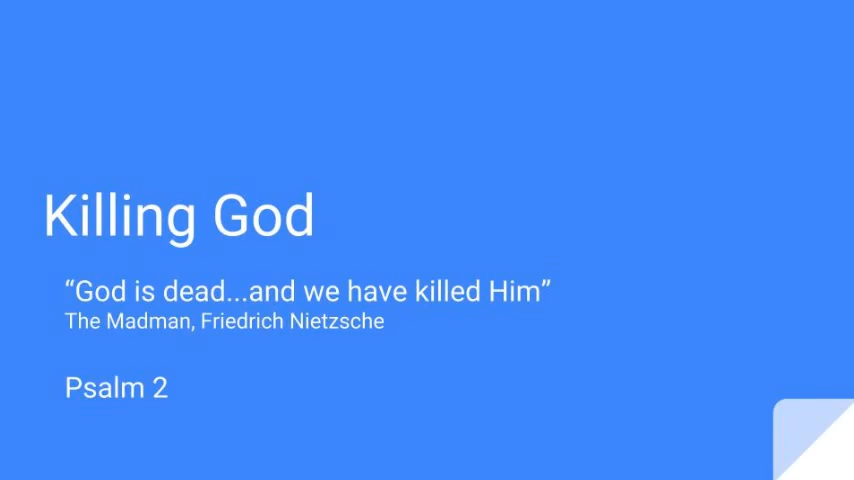 Killing God
“God is dead...and we have killed Him”
The Madman, Friedrich Nietzsche
Psalm 2